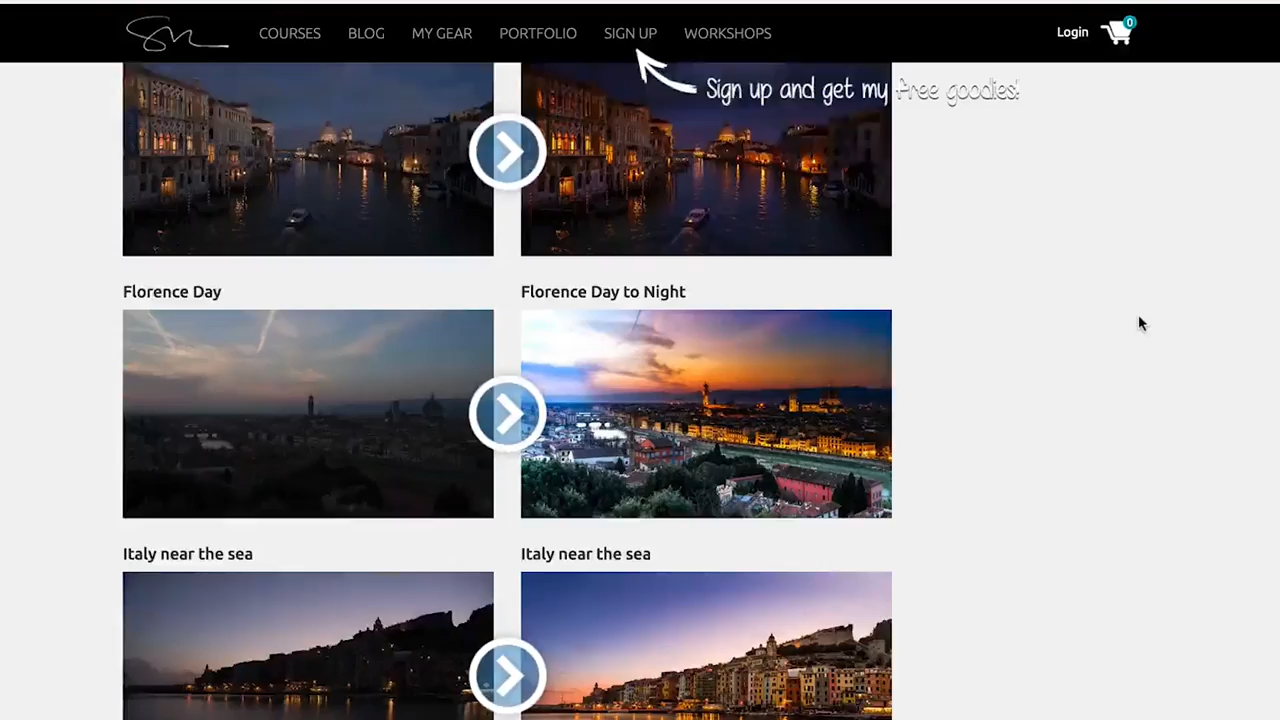 COURSES BLOG MY GEAR PORTFOLIO SIGN UP WORKSHOPS Login 0
Sign up and get my free goodies!
Florence Day Florence Day to Night
Italy near the sea Italy near the sea